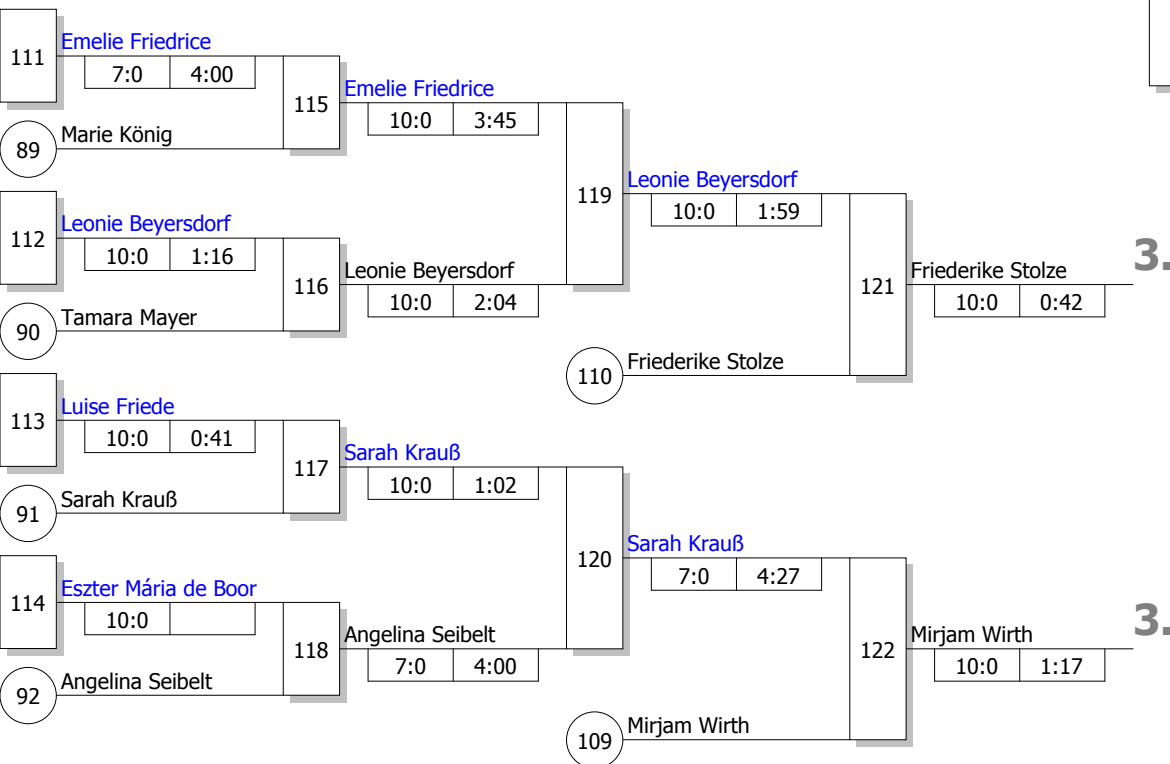 111
Emelie Friedrice
7:0 4:00
89
Marie König
115
Emelie Friedrice
10:0 3:45
112
Leonie Beyersdorf
10:0 1:16
90
Tamara Mayer
116
Leonie Beyersdorf
10:0 2:04
119
Leonie Beyersdorf
10:0 1:59
110
Friederike Stolze
121
Friederike Stolze
10:0 0:42
3.
113
Luise Friede
10:0 0:41
91
Sarah Krauß
117
Sarah Krauß
10:0 1:02
114
Eszter Mária de Boor
10:0
92
Angelina Seibelt
118
Angelina Seibelt
7:0 4:00
120
Sarah Krauß
7:0 4:27
109
Mirjam Wirth
122
Mirjam Wirth
10:0 1:17
3.